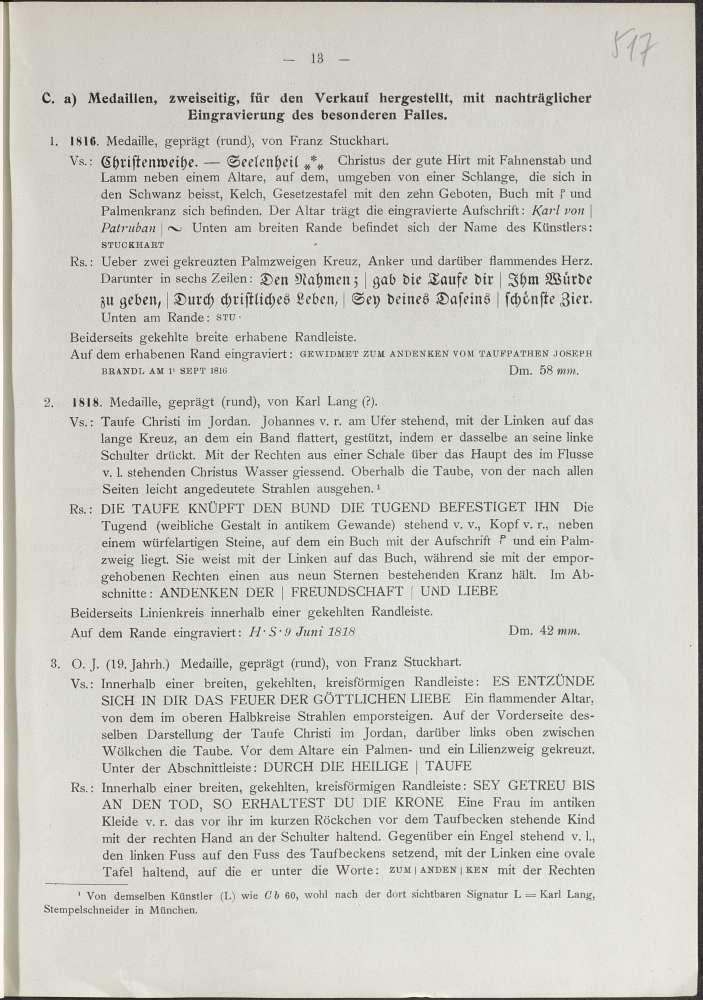 517
— 13 —
C. a) Medaillen, zweiseitig, für den Verkauf hergestellt, mit nachträglicher
Eingravierung des besonderen Falles.
1. 1816. Medaille, geprägt (rund), von Franz Stuckhart.
Vs.: Christenweihe. — Seelenheil *** Christus der gute Hirt mit Fahnenstab und
Lamm neben einem Altare, auf dem, umgeben von einer Schlange, die sich in
den Schwanz beisst, Kelch, Gesetzestafel mit den zehn Geboten, Buch mit und
Palmenkranz sich befinden. Der Altar trägt die eingravierte Aufschrift: Karl von |
Patruban | ~ Unten am breiten Rande befindet sich der Name des Künstlers:
STUCKHART
Rs.: Ueber zwei gekreuzten Palmzweigen Kreuz, Anker und darüber flammendes Herz.
Darunter in sechs Zeilen: Den Nahmen; | gab die Taufe dir | Ihm Würde
zu geben, | Durch christliches Leben, | Sey deines Daseins | schönste Zier.
Unten am Rande: STU·
Beiderseits gekehlte breite erhabene Randleiste.
Auf dem erhabenen Rand eingraviert: GEWIDMET ZUM ANDENKEN VOM TAUFPATHEN JOSEPH
BRANDL AM 1ᵗ SEPT 1816 Dm. 58 mm.
2. 1818. Medaille, geprägt (rund), von Karl Lang (?).
Vs.: Taufe Christi im Jordan. Johannes v. r. am Ufer stehend, mit der Linken auf das
lange Kreuz, an dem ein Band flattert, gestützt, indem er dasselbe an seine linke
Schulter drückt. Mit der Rechten aus einer Schale über das Haupt des im Flusse
v. l. stehenden Christus Wasser giessend. Oberhalb die Taube, von der nach allen
Seiten leicht angedeutete Strahlen ausgehen.¹
Rs.: DIE TAUFE KNÜPFT DEN BUND DIE TUGEND BEFESTIGET IHN Die
Tugend (weibliche Gestalt in antikem Gewande) stehend v. v., Kopf v. r., neben
einem würfelartigen Steine, auf dem ein Buch mit der Aufschrift und ein Palm-
zweig liegt. Sie weist mit der Linken auf das Buch, während sie mit der empor-
gehobenen Rechten einen aus neun Sternen bestehenden Kranz hält. Im Ab-
schnitte: ANDENKEN DER | FREUNDSCHAFT | UND LIEBE
Beiderseits Linienkreis innerhalb einer gekehlten Randleiste.
Auf dem Rande eingraviert: H·S·9 Juni 1818 Dm. 42 mm.
3. O. J. (19. Jahrh.) Medaille, geprägt (rund), von Franz Stuckhart.
Vs.: Innerhalb einer breiten, gekehlten, kreisförmigen Randleiste: ES ENTZÜNDE
SICH IN DIR DAS FEUER DER GÖTTLICHEN LIEBE Ein flammender Altar,
von dem im oberen Halbkreise Strahlen emporsteigen. Auf der Vorderseite des-
selben Darstellung der Taufe Christi im Jordan, darüber links oben zwischen
Wölkchen die Taube. Vor dem Altare ein Palmen- und ein Lilienzweig gekreuzt.
Unter der Abschnittleiste: DURCH DIE HEILIGE | TAUFE
Rs.: Innerhalb einer breiten, gekehlten, kreisförmigen Randleiste: SEY GETREU BIS
AN DEN TOD, SO ERHALTEST DU DIE KRONE Eine Frau im antiken
Kleide v. r. das vor ihr im kurzen Röckchen vor dem Taufbecken stehende Kind
mit der rechten Hand an der Schulter haltend. Gegenüber ein Engel stehend v. l.,
den linken Fuss auf den Fuss des Taufbeckens setzend, mit der Linken eine ovale
Tafel haltend, auf die er unter die Worte: ZUM | ANDEN | KEN mit der Rechten
¹ Von demselben Künstler (L) wie Cb 60, wohl nach der dort sichtbaren Signatur L = Karl Lang,
Stempelschneider in München.